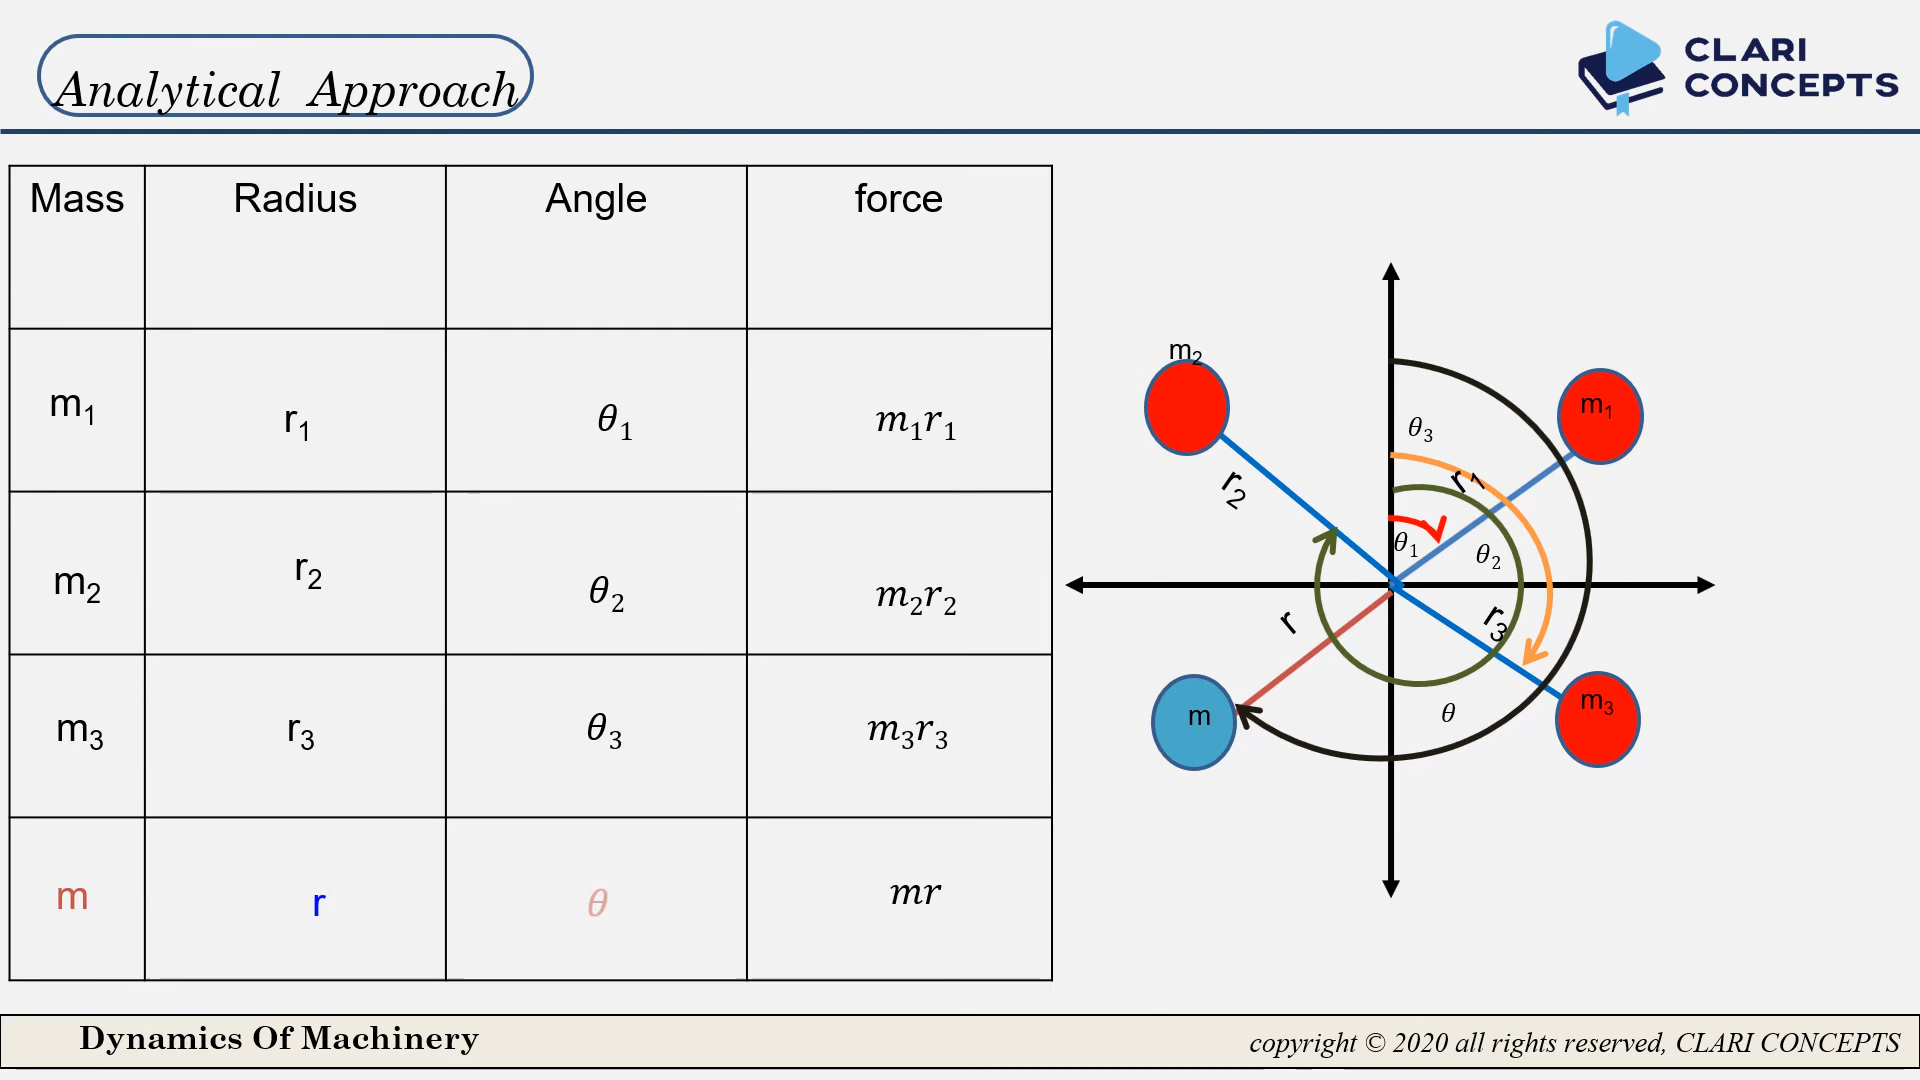 Analytical Approach
CLARI
CONCEPTS
Mass Radius Angle force
m₁ r₁ θ₁ m₁r₁
m₂ r₂ θ₂ m₂r₂
m₃ r₃ θ₃ m₃r₃
m r θ mr
m₂
m₁
θ₃
r₁
r₂
θ₁
θ₂
r
r₃
m
θ
m₃
Dynamics Of Machinery
copyright © 2020 all rights reserved, CLARI CONCEPTS